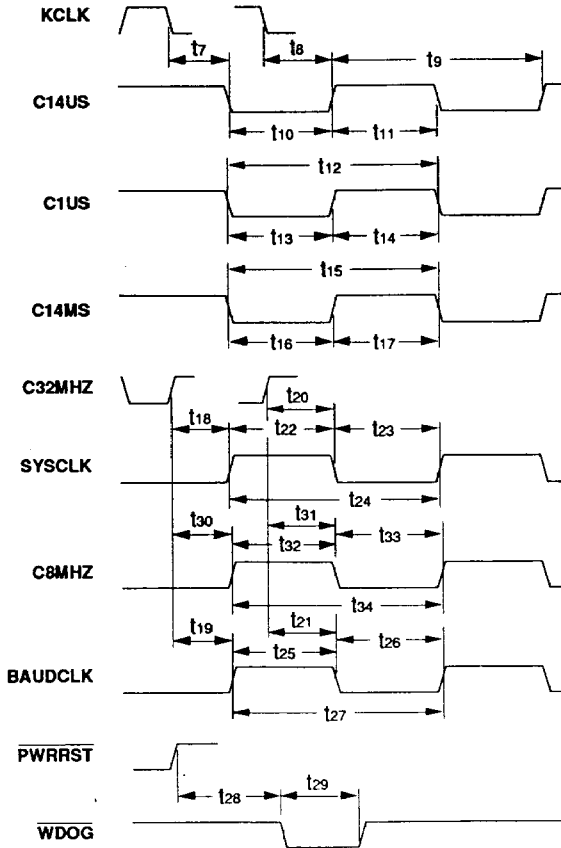 KCLK
t7 t8 t9
C14US
t10 t11
t12
C1US
t13 t14
t15
C14MS
t16 t17
C32MHZ
t20
t18 t22 t23
SYSCLK
t24
t30 t31
t32 t33
C8MHZ
t34
t19 t21
t25 t26
BAUDCLK
t27
PWRRST
t28 t29
WDOG